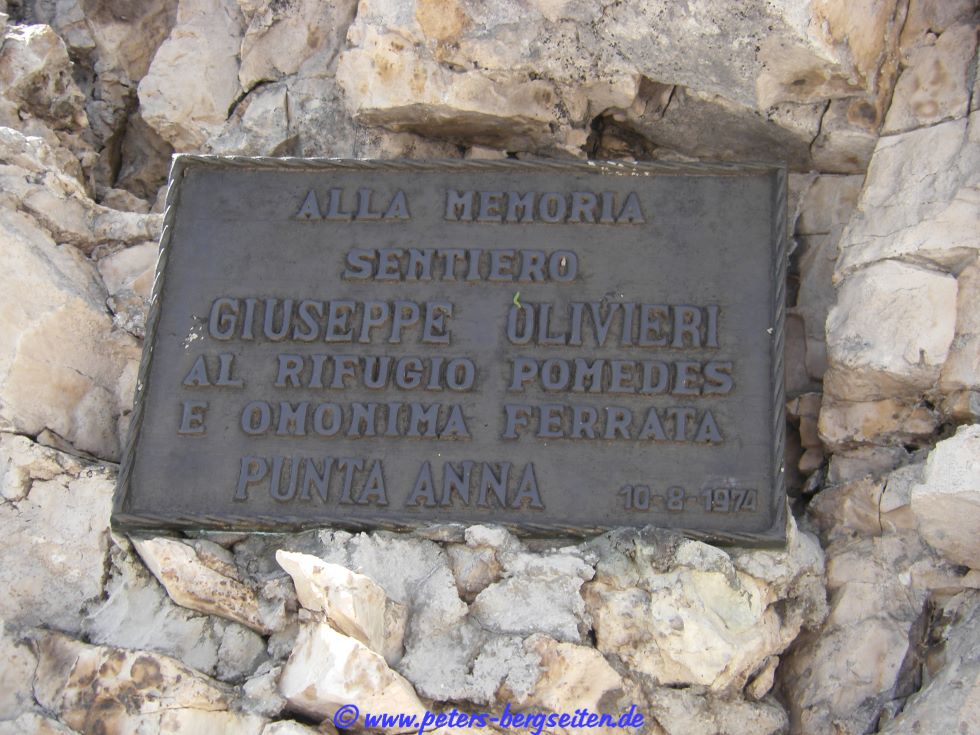 ALLA MEMORIA
SENTIERO
GIUSEPPE OLIVIERI
AL RIFUGIO POMEDES
E OMONIMA FERRATA
PUNTA ANNA 10-8-1974
© www.peters-bergseiten.de